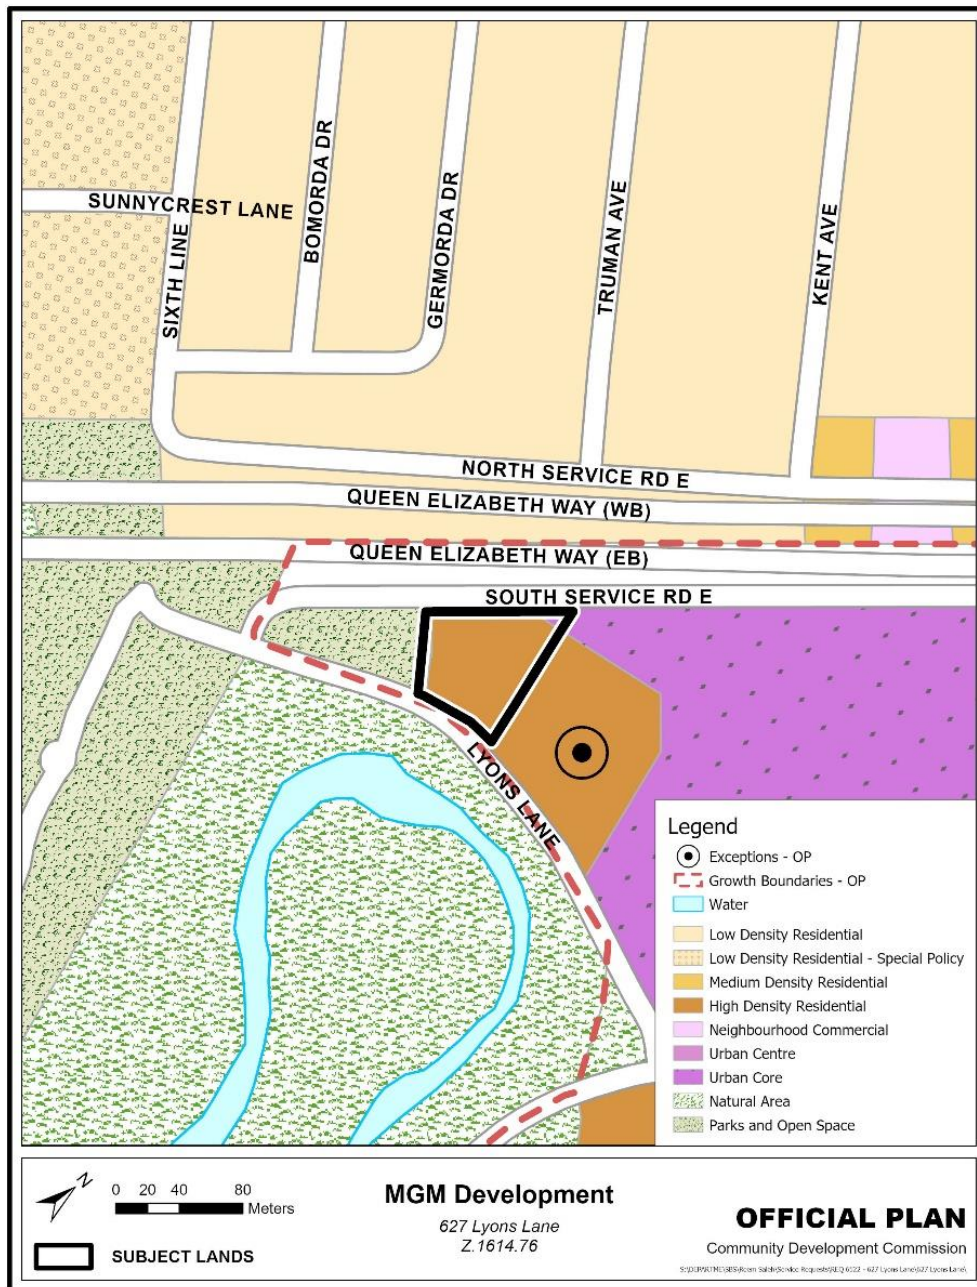 SUNNYCREST LANE
SIXTH LINE
BOMORDA DR
GERMORDA DR
TRUMAN AVE
KENT AVE
NORTH SERVICE RD E
QUEEN ELIZABETH WAY (WB)
QUEEN ELIZABETH WAY (EB)
SOUTH SERVICE RD E
LYONS LANE
Legend
Exceptions - OP
Growth Boundaries - OP
Water
Low Density Residential
Low Density Residential - Special Policy
Medium Density Residential
High Density Residential
Neighbourhood Commercial
Urban Centre
Urban Core
Natural Area
Parks and Open Space
N
0 20 40 80
Meters
SUBJECT LANDS
MGM Development
627 Lyons Lane
Z.1614.76
OFFICIAL PLAN
Community Development Commission